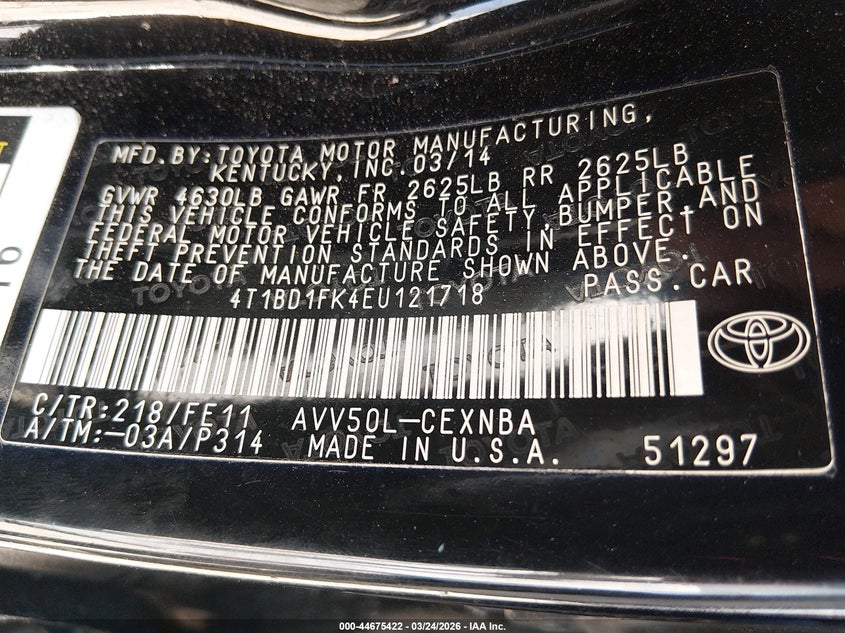 MFD.BY:TOYOTA MOTOR MANUFACTURING,
KENTUCKY, INC.03/14
GVWR 4630LB GAWR FR 2625LB RR 2625LB
THIS VEHICLE CONFORMS TO ALL APPLICABLE
FEDERAL MOTOR VEHICLE SAFETY,BUMPER,AND
THEFT PREVENTION STANDARDS IN EFFECT ON
THE DATE OF MANUFACTURE SHOWN ABOVE.
4T1BD1FK4EU121718 PASS.CAR
C/TR:218/FE11 AVV50L-CEXNBA
A/TM:-03A/P314 MADE IN U.S.A. 51297
000-44675422 - 03/24/2026 - IAA Inc.